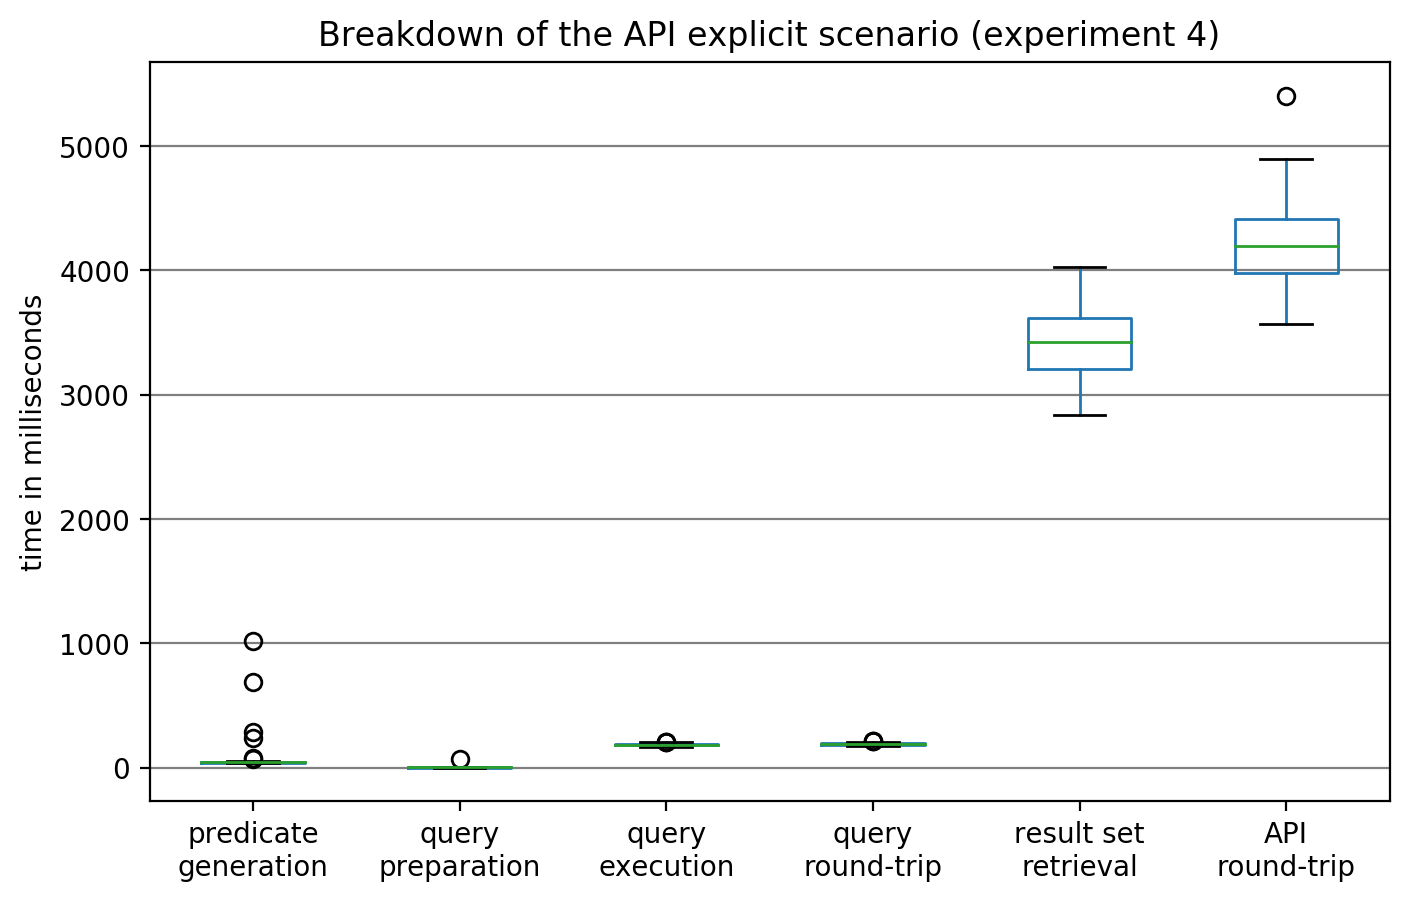 Breakdown of the API explicit scenario (experiment 4)
time in milliseconds
5000
4000
3000
2000
1000
0
predicate
generation
query
preparation
query
execution
query
round-trip
result set
retrieval
API
round-trip